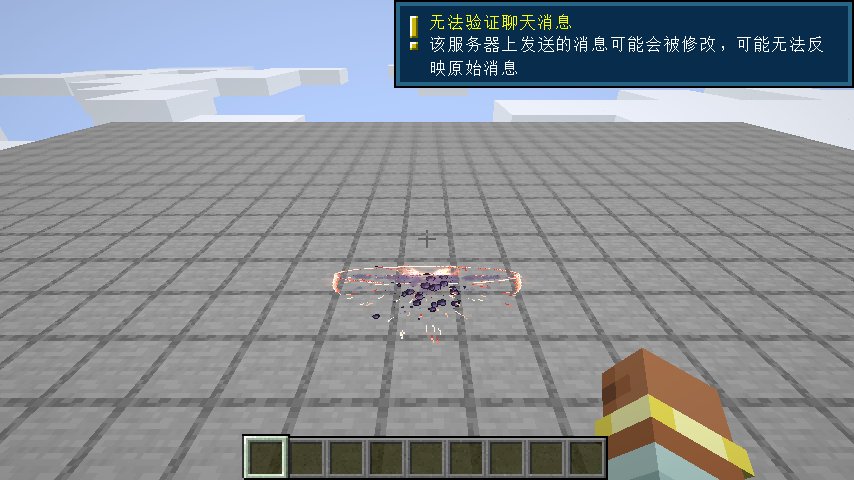 无法验证聊天消息
该服务器上发送的消息可能会被修改，可能无法反
映原始消息